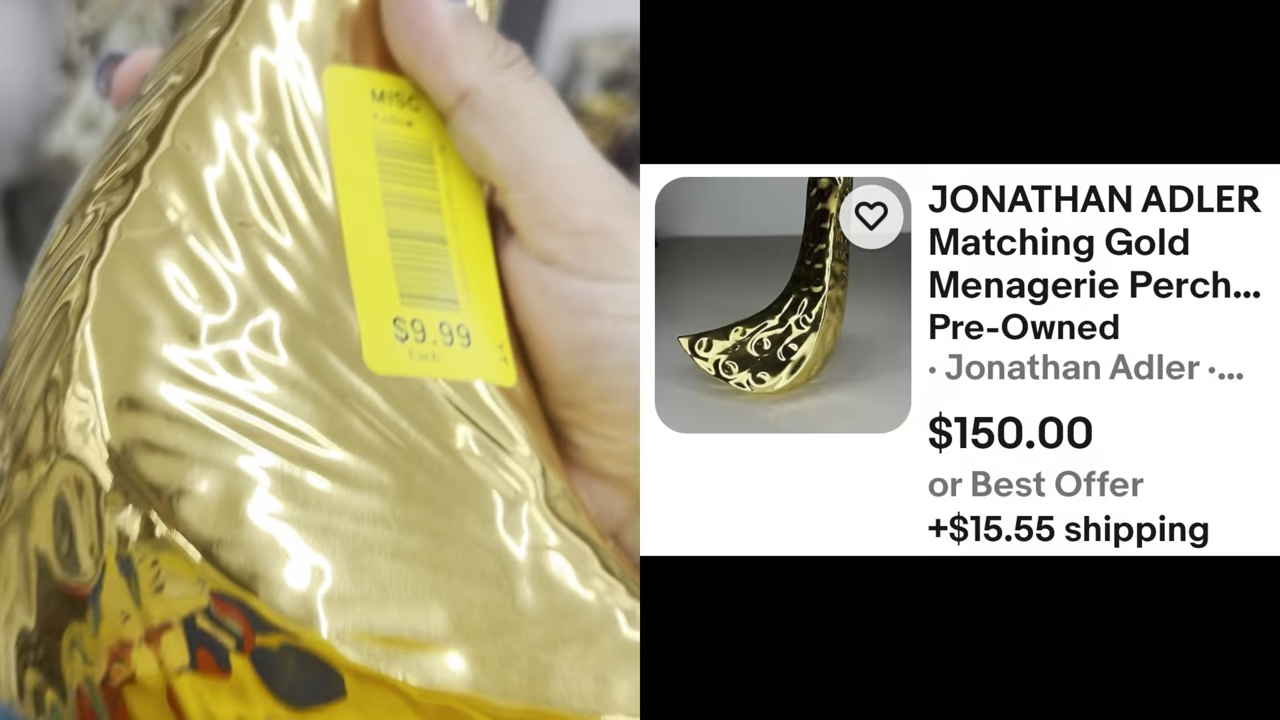 MISC
$9.99
Each
JONATHAN ADLER
Matching Gold
Menagerie Perch...
Pre-Owned
· Jonathan Adler ·...
$150.00
or Best Offer
+$15.55 shipping